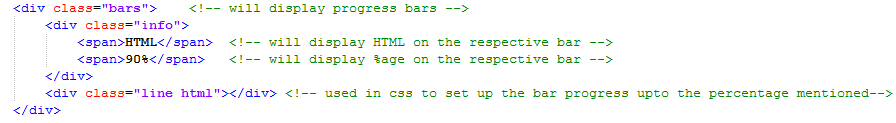 <div class="bars">    <!-- will display progress bars -->
    <div class="info">
        <span>HTML</span>  <!-- will display HTML on the respective bar -->
        <span>90%</span>   <!-- will display %age on the respective bar -->
    </div>
    <div class="line html"></div> <!-- used in css to set up the bar progress upto the percentage mentioned-->
</div>